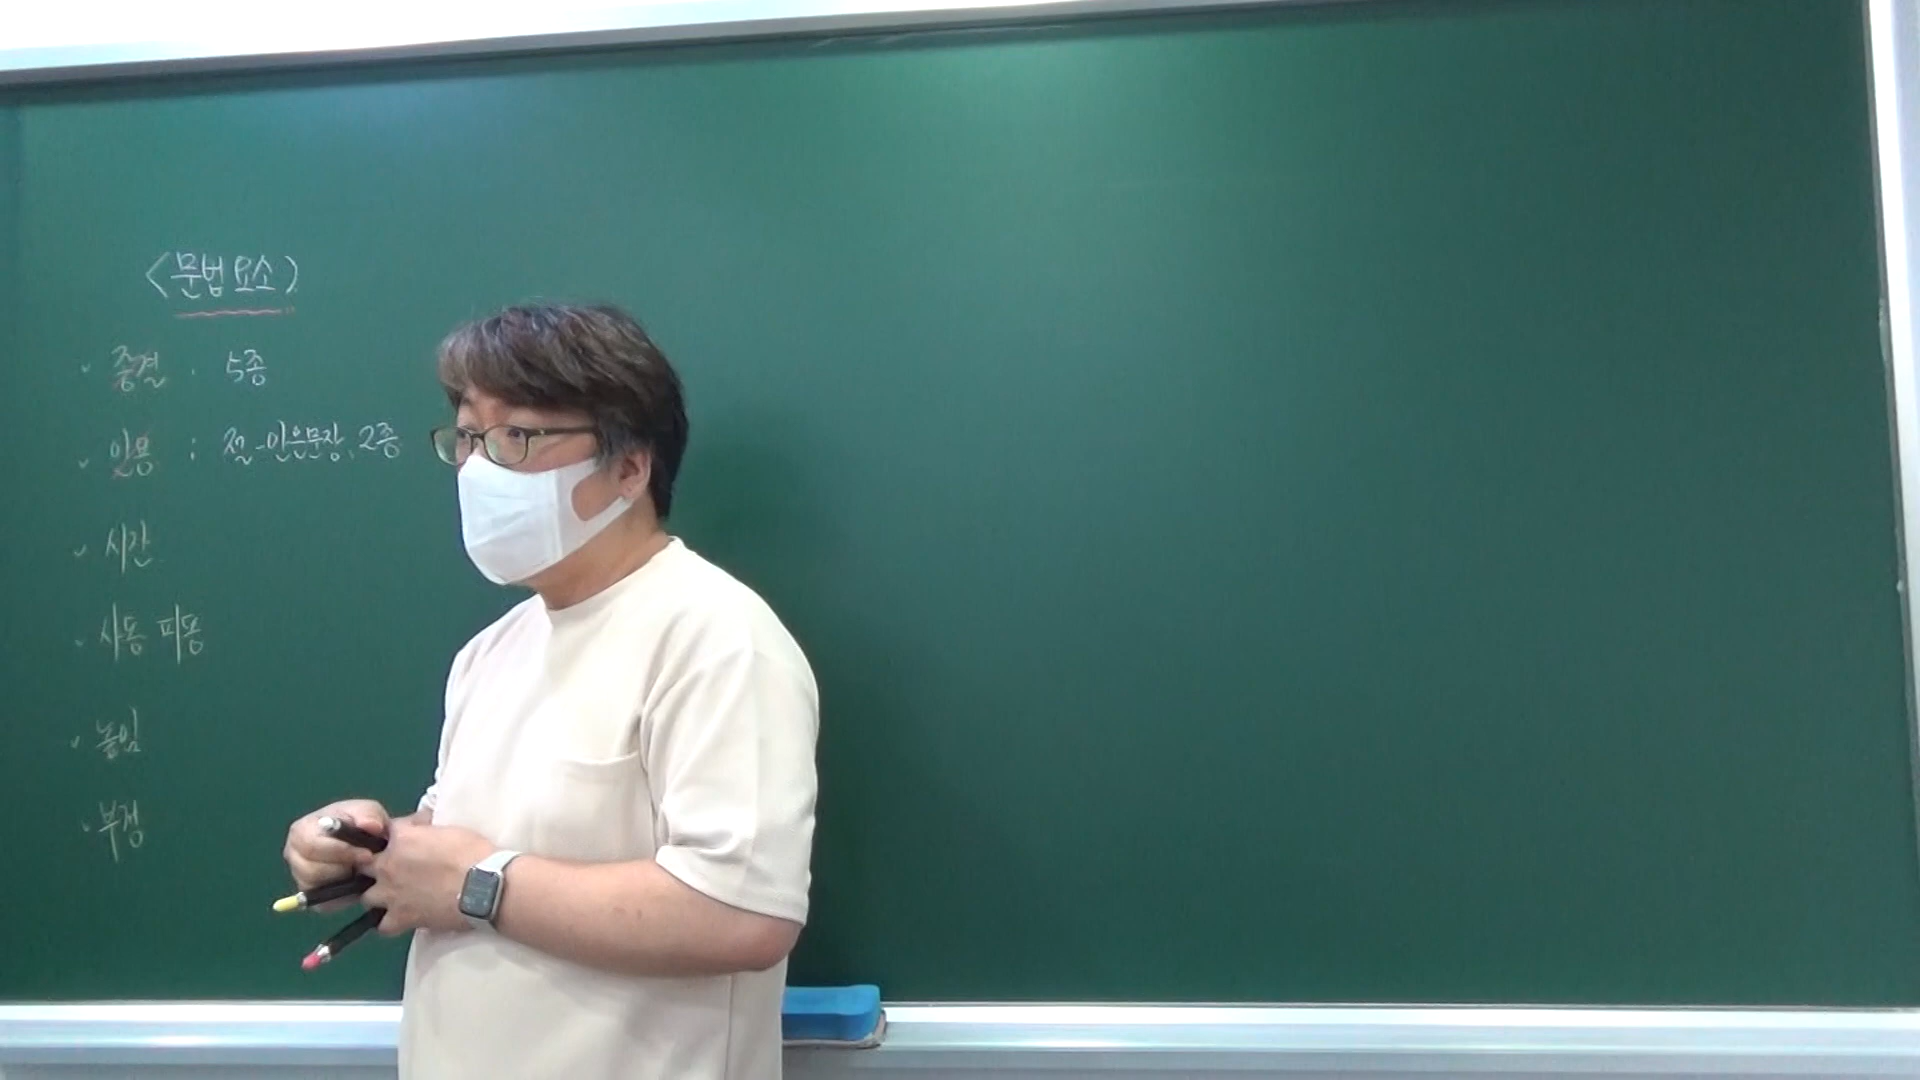 <문법 요소>
· 종결 : 5종
· 인용 : 절-안은문장, 2종
· 시간
· 사동 피동
· 높임
· 부정